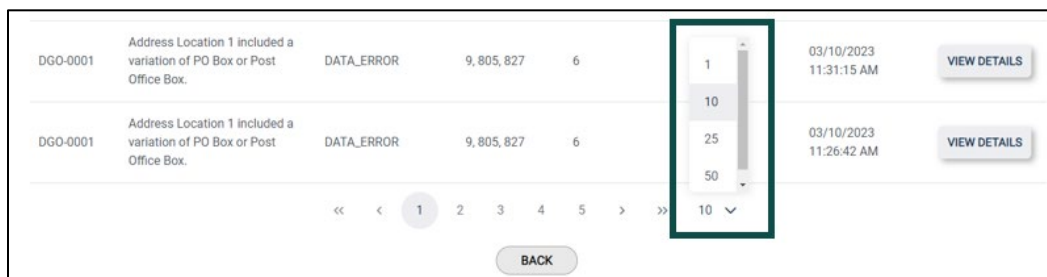 DGO-0001
Address Location 1 included a
variation of PO Box or Post
Office Box.
DATA_ERROR
9, 805, 827
6
03/10/2023
11:31:15 AM
VIEW DETAILS
DGO-0001
Address Location 1 included a
variation of PO Box or Post
Office Box.
DATA_ERROR
9, 805, 827
6
03/10/2023
11:26:42 AM
VIEW DETAILS
1
10
25
50
<< < 1 2 3 4 5 > >> 10
BACK